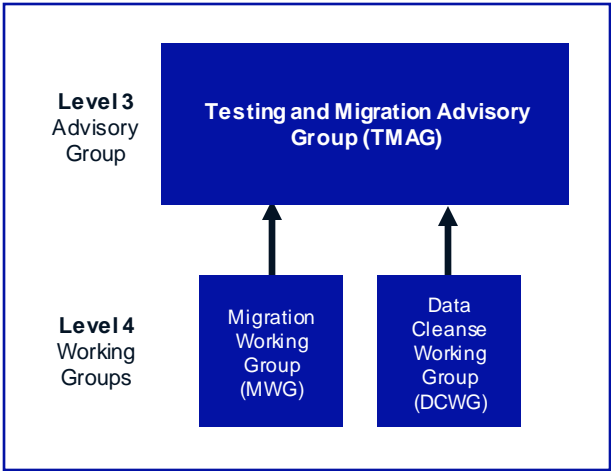 Level 3
Advisory
Group
Testing and Migration Advisory
Group (TMAG)
Level 4
Working
Groups
Migration
Working
Group
(MWG)
Data
Cleanse
Working
Group
(DCWG)